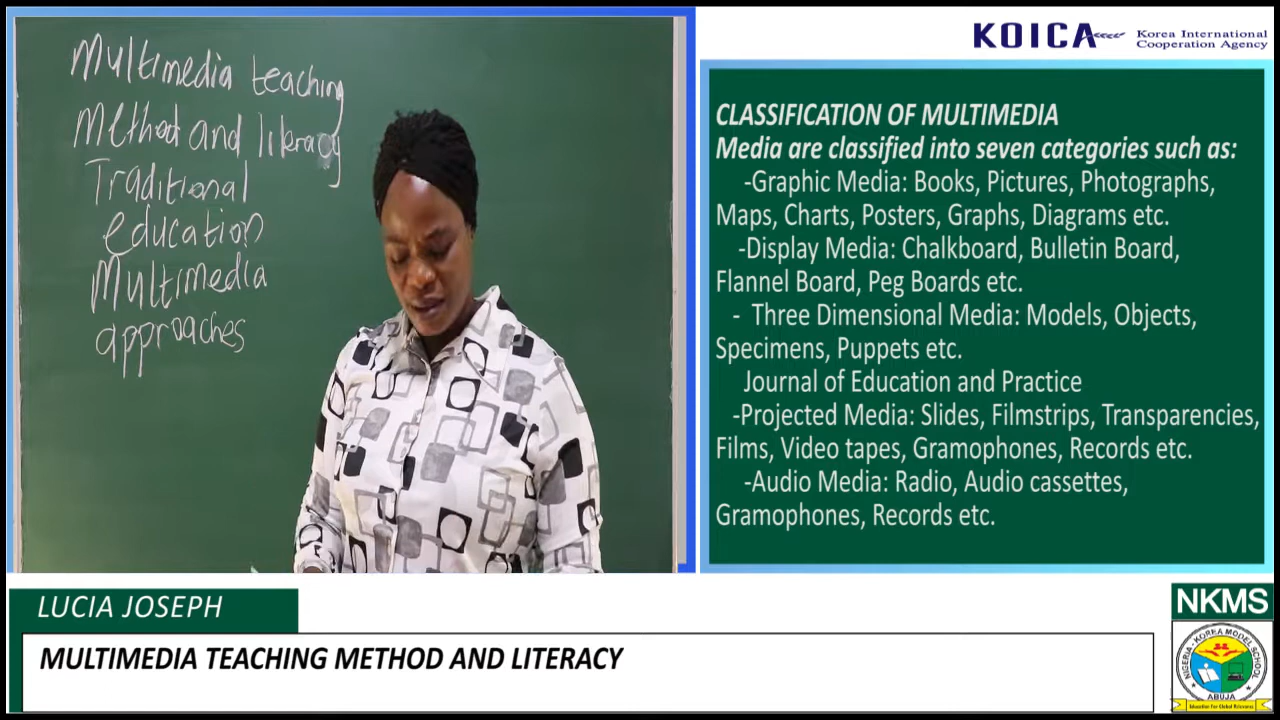 Multimedia teaching
Method and literacy
Traditional
education
Multimedia
approaches
KOICA
Korea International
Cooperation Agency
CLASSIFICATION OF MULTIMEDIA
Media are classified into seven categories such as:
-Graphic Media: Books, Pictures, Photographs,
Maps, Charts, Posters, Graphs, Diagrams etc.
-Display Media: Chalkboard, Bulletin Board,
Flannel Board, Peg Boards etc.
- Three Dimensional Media: Models, Objects,
Specimens, Puppets etc.
Journal of Education and Practice
-Projected Media: Slides, Filmstrips, Transparencies,
Films, Video tapes, Gramophones, Records etc.
-Audio Media: Radio, Audio cassettes,
Gramophones, Records etc.
LUCIA JOSEPH
MULTIMEDIA TEACHING METHOD AND LITERACY
NKMS
NIGERIA - KOREA MODEL SCHOOL
ABUJA
Education For Global Relevance